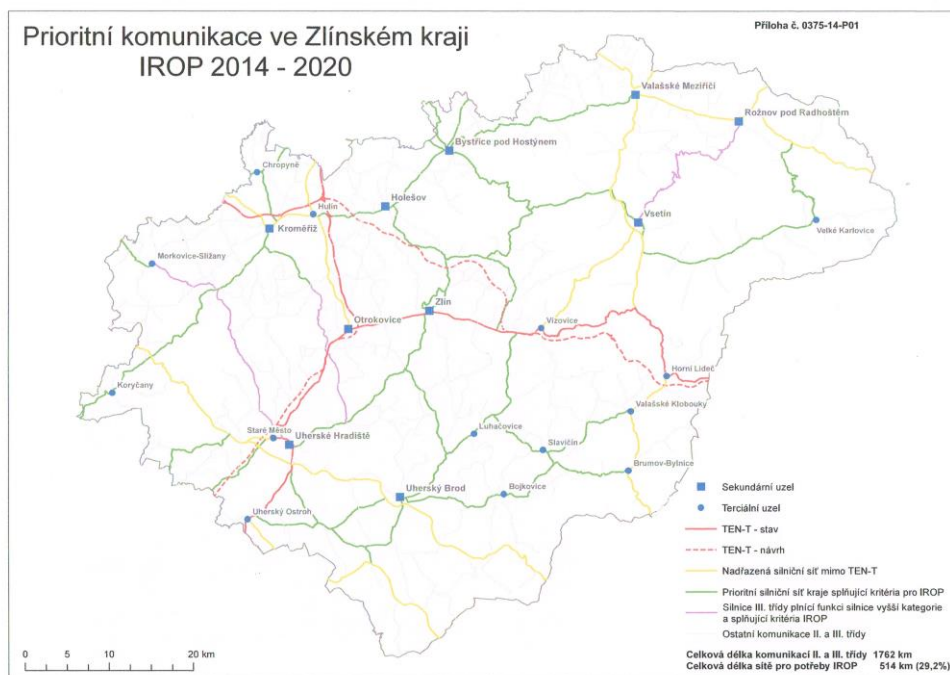 Příloha č. 0375-14-P01
Prioritní komunikace ve Zlínském kraji
IROP 2014 - 2020
Valašské Meziříčí
Rožnov pod Radhoštěm
Bystřice pod Hostýnem
Chropyně
Holešov
Hulín
Kroměříž
Vsetín
Velké Karlovice
Morkovice-Slížany
Zlín
Otrokovice
Vizovice
Horní Lideč
Koryčany
Valašské Klobouky
Staré Město
Uherské Hradiště
Luhačovice
Slavičín
Brumov-Bylnice
Uherský Brod
Bojkovice
Uherský Ostroh
Sekundární uzel
Terciální uzel
TEN-T - stav
TEN-T - návrh
Nadřazená silniční síť mimo TEN-T
Prioritní silniční síť kraje splňující kritéria pro IROP
Silnice III. třídy plnící funkci silnice vyšší kategorie
a splňující kritéria IROP
Ostatní komunikace II. a III. třídy
Celková délka komunikací II. a III. třídy 1762 km
Celková délka sítě pro potřeby IROP 514 km (29,2%)
0 5 10 20 km